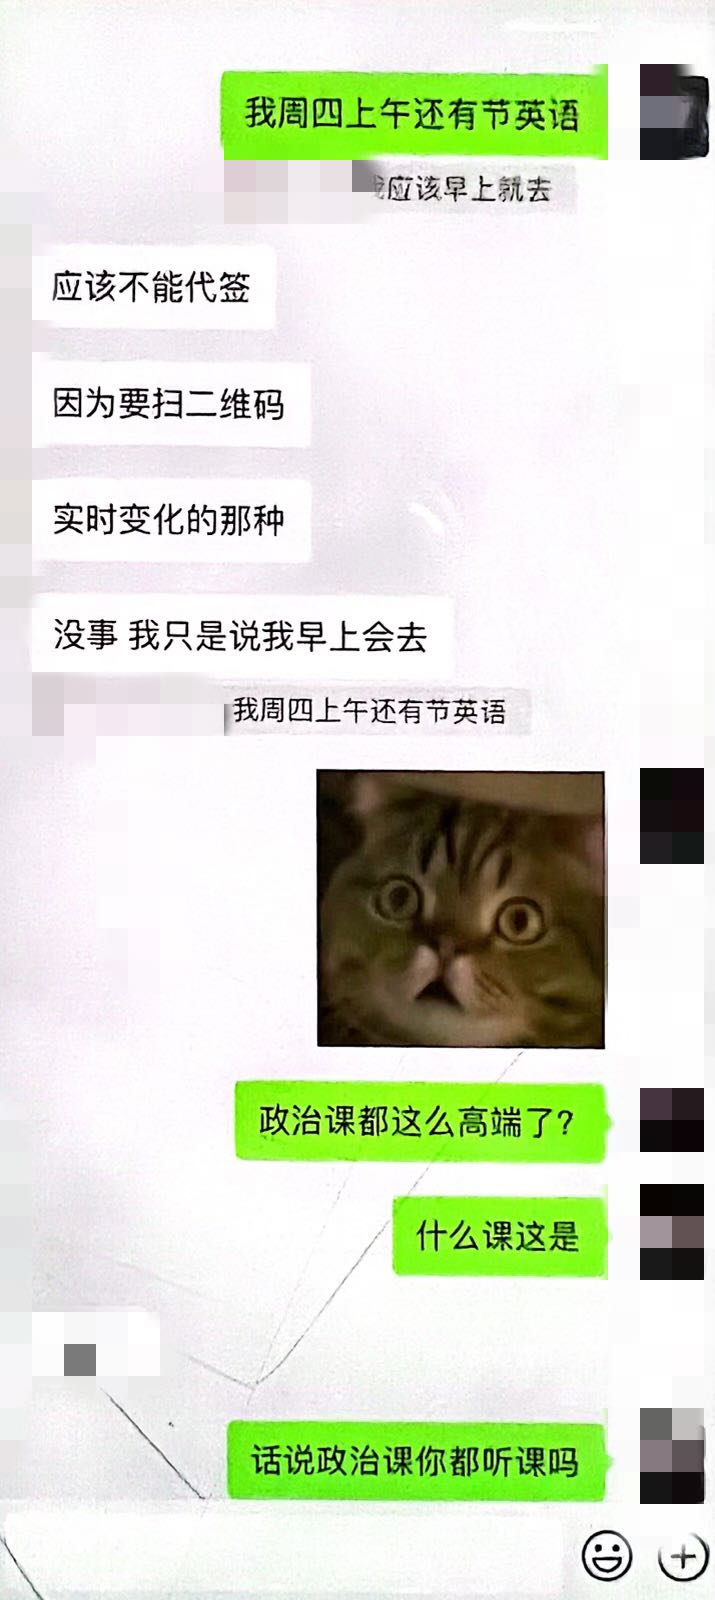 我周四上午还有节英语
应该早上就去
应该不能代签
因为要扫二维码
实时变化的那种
没事 我只是说我早上会去
我周四上午还有节英语
政治课都这么高端了?
什么课这是
话说政治课你都听课吗